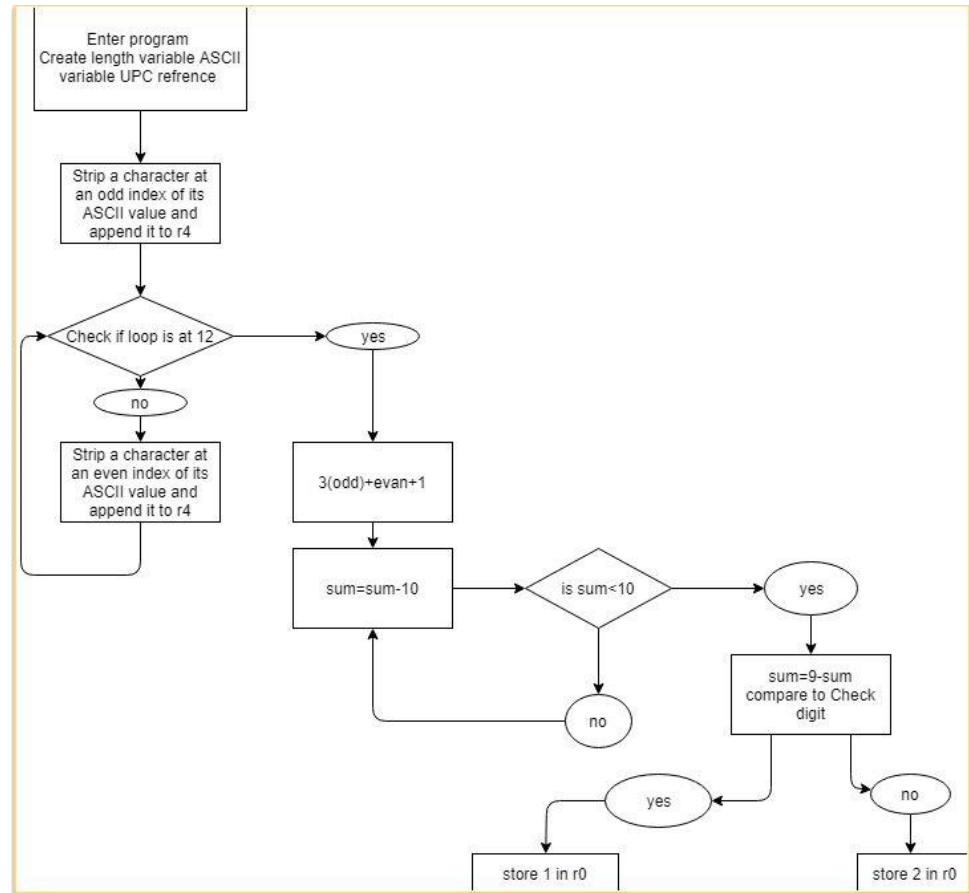 Enter program
Create length variable ASCII
variable UPC refrence
Strip a character at
an odd index of its
ASCII value and
append it to r4
Check if loop is at 12
yes
no
Strip a character at
an even index of its
ASCII value and
append it to r4
3(odd)+evan+1
sum=sum-10
is sum<10
yes
no
sum=9-sum
compare to Check
digit
yes
no
store 1 in r0
store 2 in r0